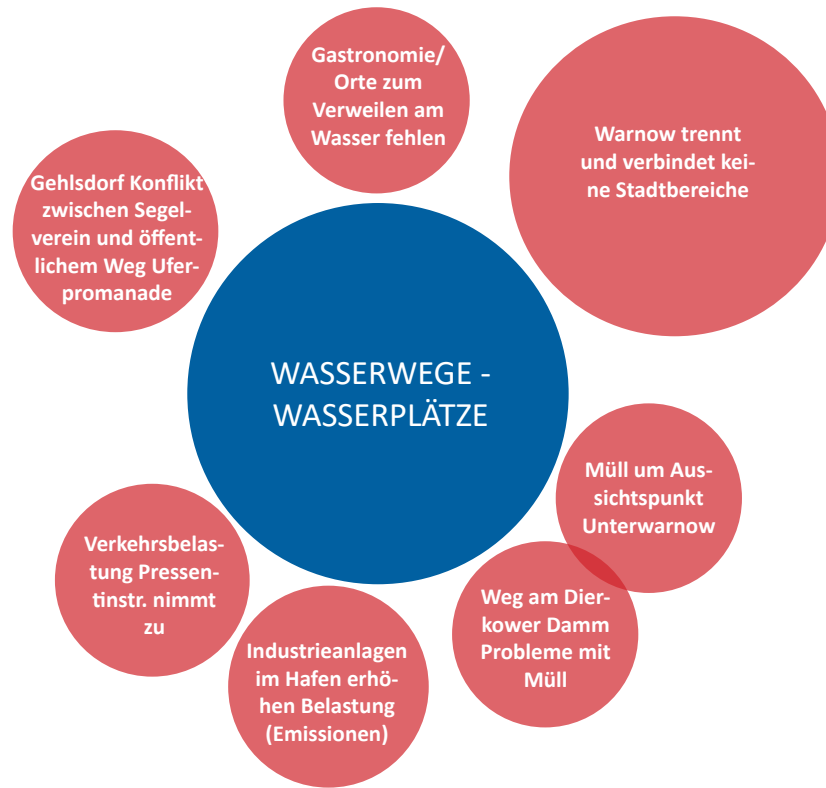 Gastronomie/
Orte zum
Verweilen am
Wasser fehlen
Warnow trennt
und verbindet kei-
ne Stadtbereiche
Gehlsdorf Konflikt
zwischen Segel-
verein und öffent-
lichem Weg Ufer-
promanade
WASSERWEGE -
WASSERPLÄTZE
Müll um Aus-
sichtspunkt
Unterwarnow
Verkehrsbelas-
tung Pressen-
tinstr. nimmt
zu
Weg am Dier-
kower Damm
Probleme mit
Müll
Industrieanlagen
im Hafen erhö-
hen Belastung
(Emissionen)